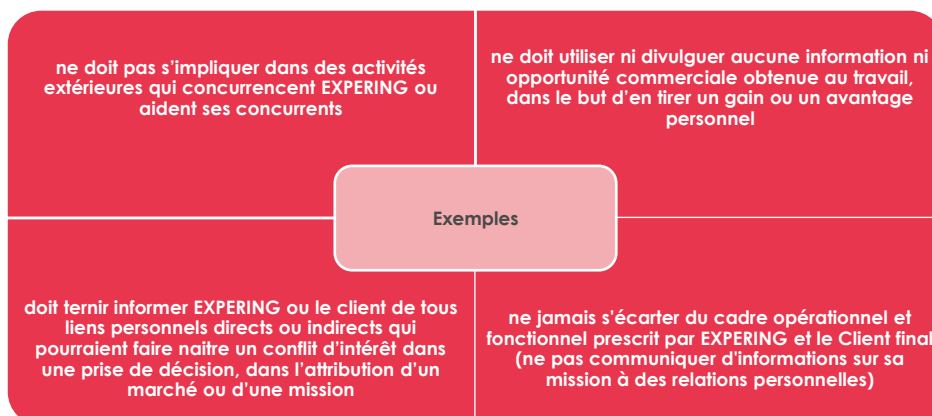 ne doit pas s'impliquer dans des activités
extérieures qui concurrencent EXPERING ou
aident ses concurrents
ne doit utiliser ni divulguer aucune information ni
opportunité commerciale obtenue au travail,
dans le but d'en tirer un gain ou un avantage
personnel
Exemples
doit ternir informer EXPERING ou le client de tous
liens personnels directs ou indirects qui
pourraient faire naitre un conflit d'intérêt dans
une prise de décision, dans l'attribution d'un
marché ou d'une mission
ne jamais s'écarter du cadre opérationnel et
fonctionnel prescrit par EXPERING et le Client final
(ne pas communiquer d'informations sur sa
mission à des relations personnelles)